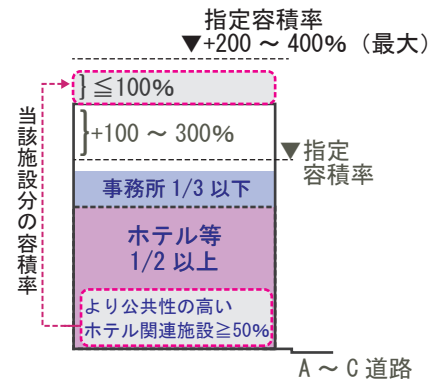 指定容積率
▼+200 ~ 400%（最大）
≦100%
+100 ~ 300%
▼指定
容積率
当該施設分の容積率
事務所 1/3 以下
ホテル等
1/2 以上
より公共性の高い
ホテル関連施設≧50%
A ~ C 道路